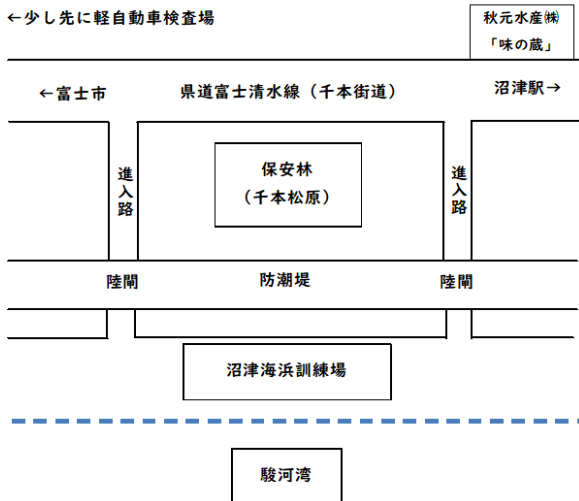 ←少し先に軽自動車検査場
秋元水産㈱
「味の蔵」
←富士市
県道富士清水線（千本街道）
沼津駅→
進入路
保安林
（千本松原）
進入路
陸閘
防潮堤
陸閘
沼津海浜訓練場
駿河湾